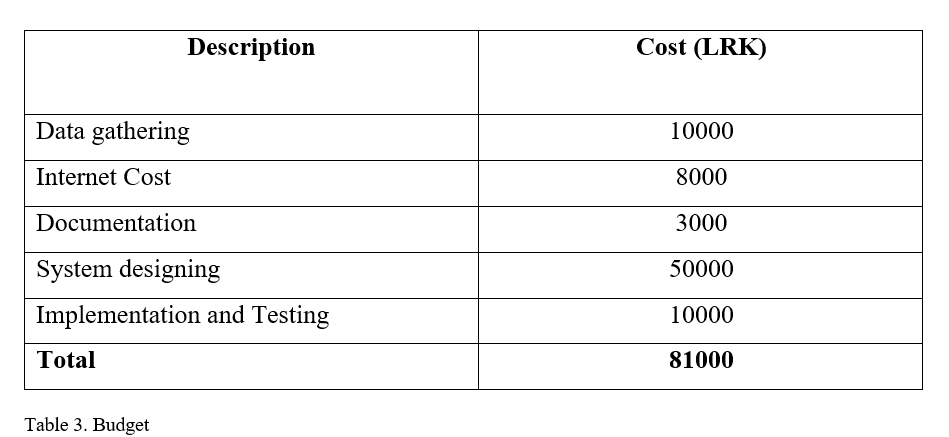 Description Cost (LRK)
Data gathering 10000
Internet Cost 8000
Documentation 3000
System designing 50000
Implementation and Testing 10000
Total 81000
Table 3. Budget